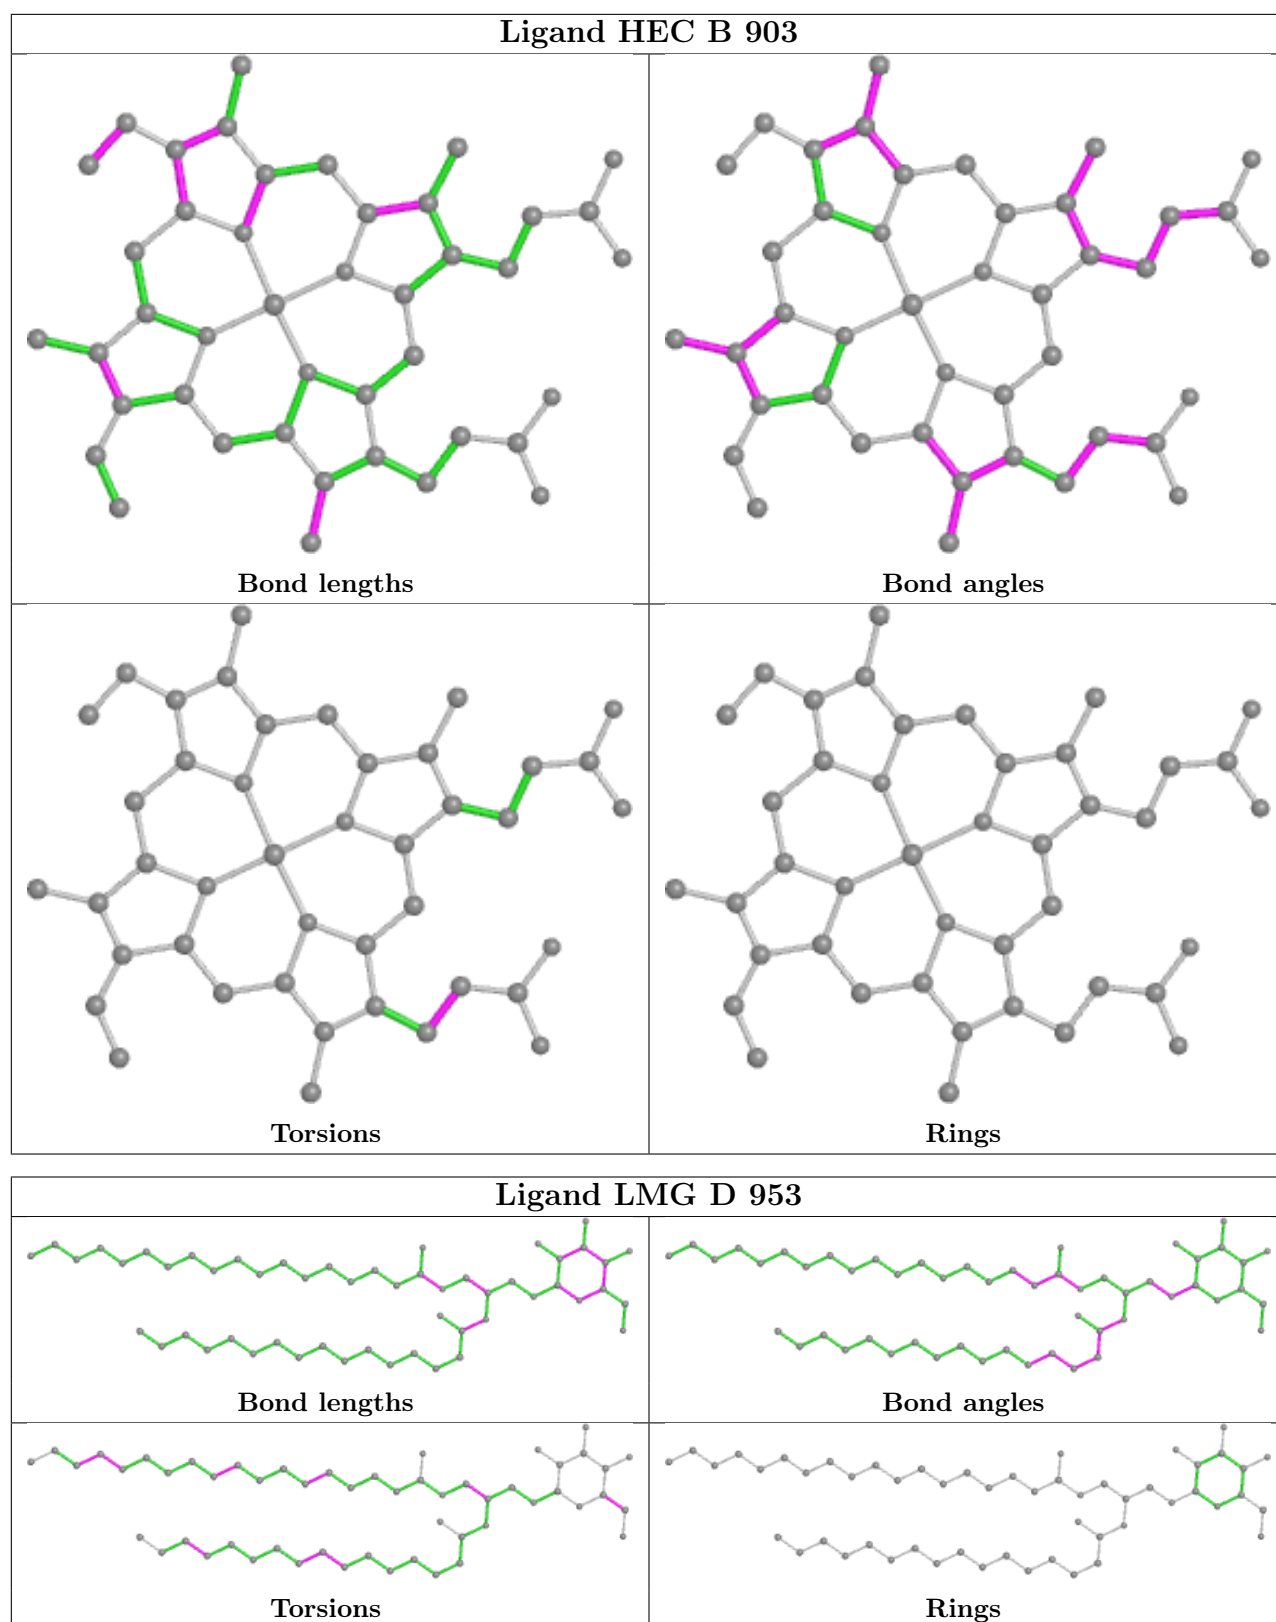 Ligand HEC B 903
Bond lengths
Bond angles
Torsions
Rings
Ligand LMG D 953
Bond lengths
Bond angles
Torsions
Rings